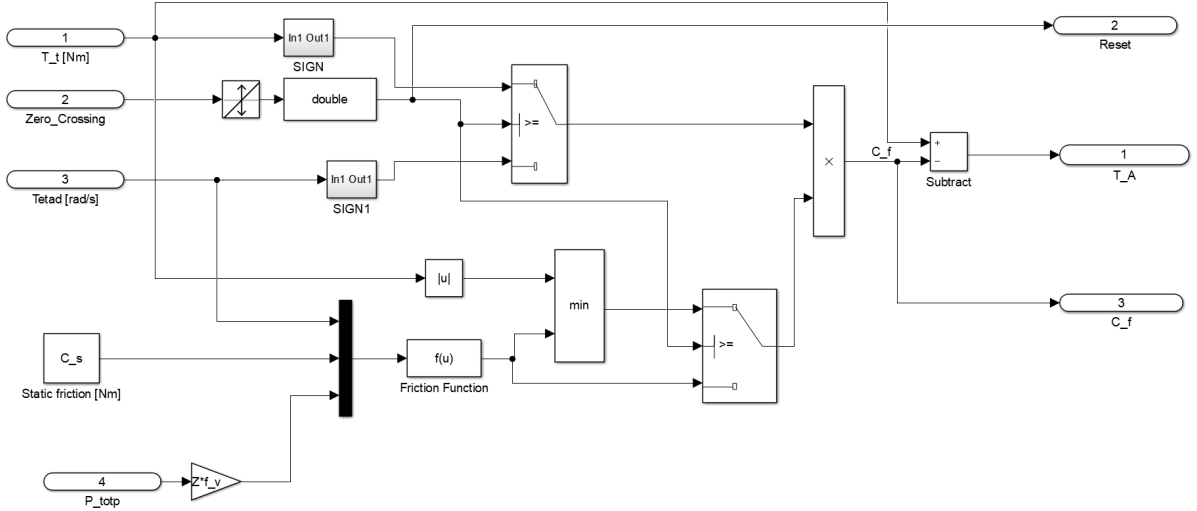 1
T_t [Nm]
In1 Out1
SIGN
2
Reset
2
Zero_Crossing
double
>=
3
Tetad [rad/s]
In1 Out1
SIGN1
×
C_f
+
−
Subtract
1
T_A
|u|
min
3
C_f
C_s
Static friction [Nm]
f(u)
Friction Function
>=
4
P_totp
Z*f_v